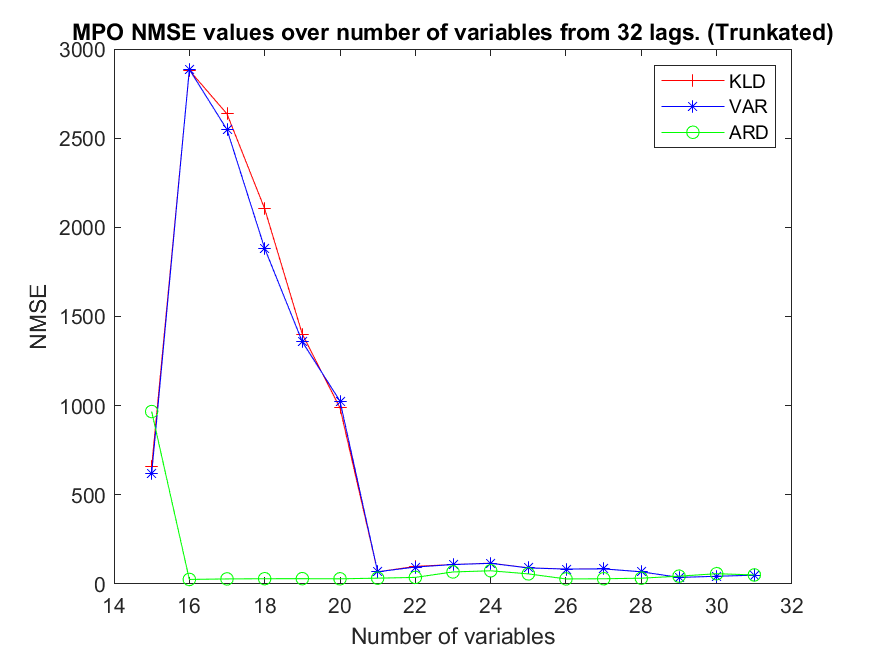 MPO NMSE values over number of variables from 32 lags. (Trunkated)
3000
2500
2000
1500
1000
500
0
NMSE
KLD
VAR
ARD
14 16 18 20 22 24 26 28 30 32
Number of variables